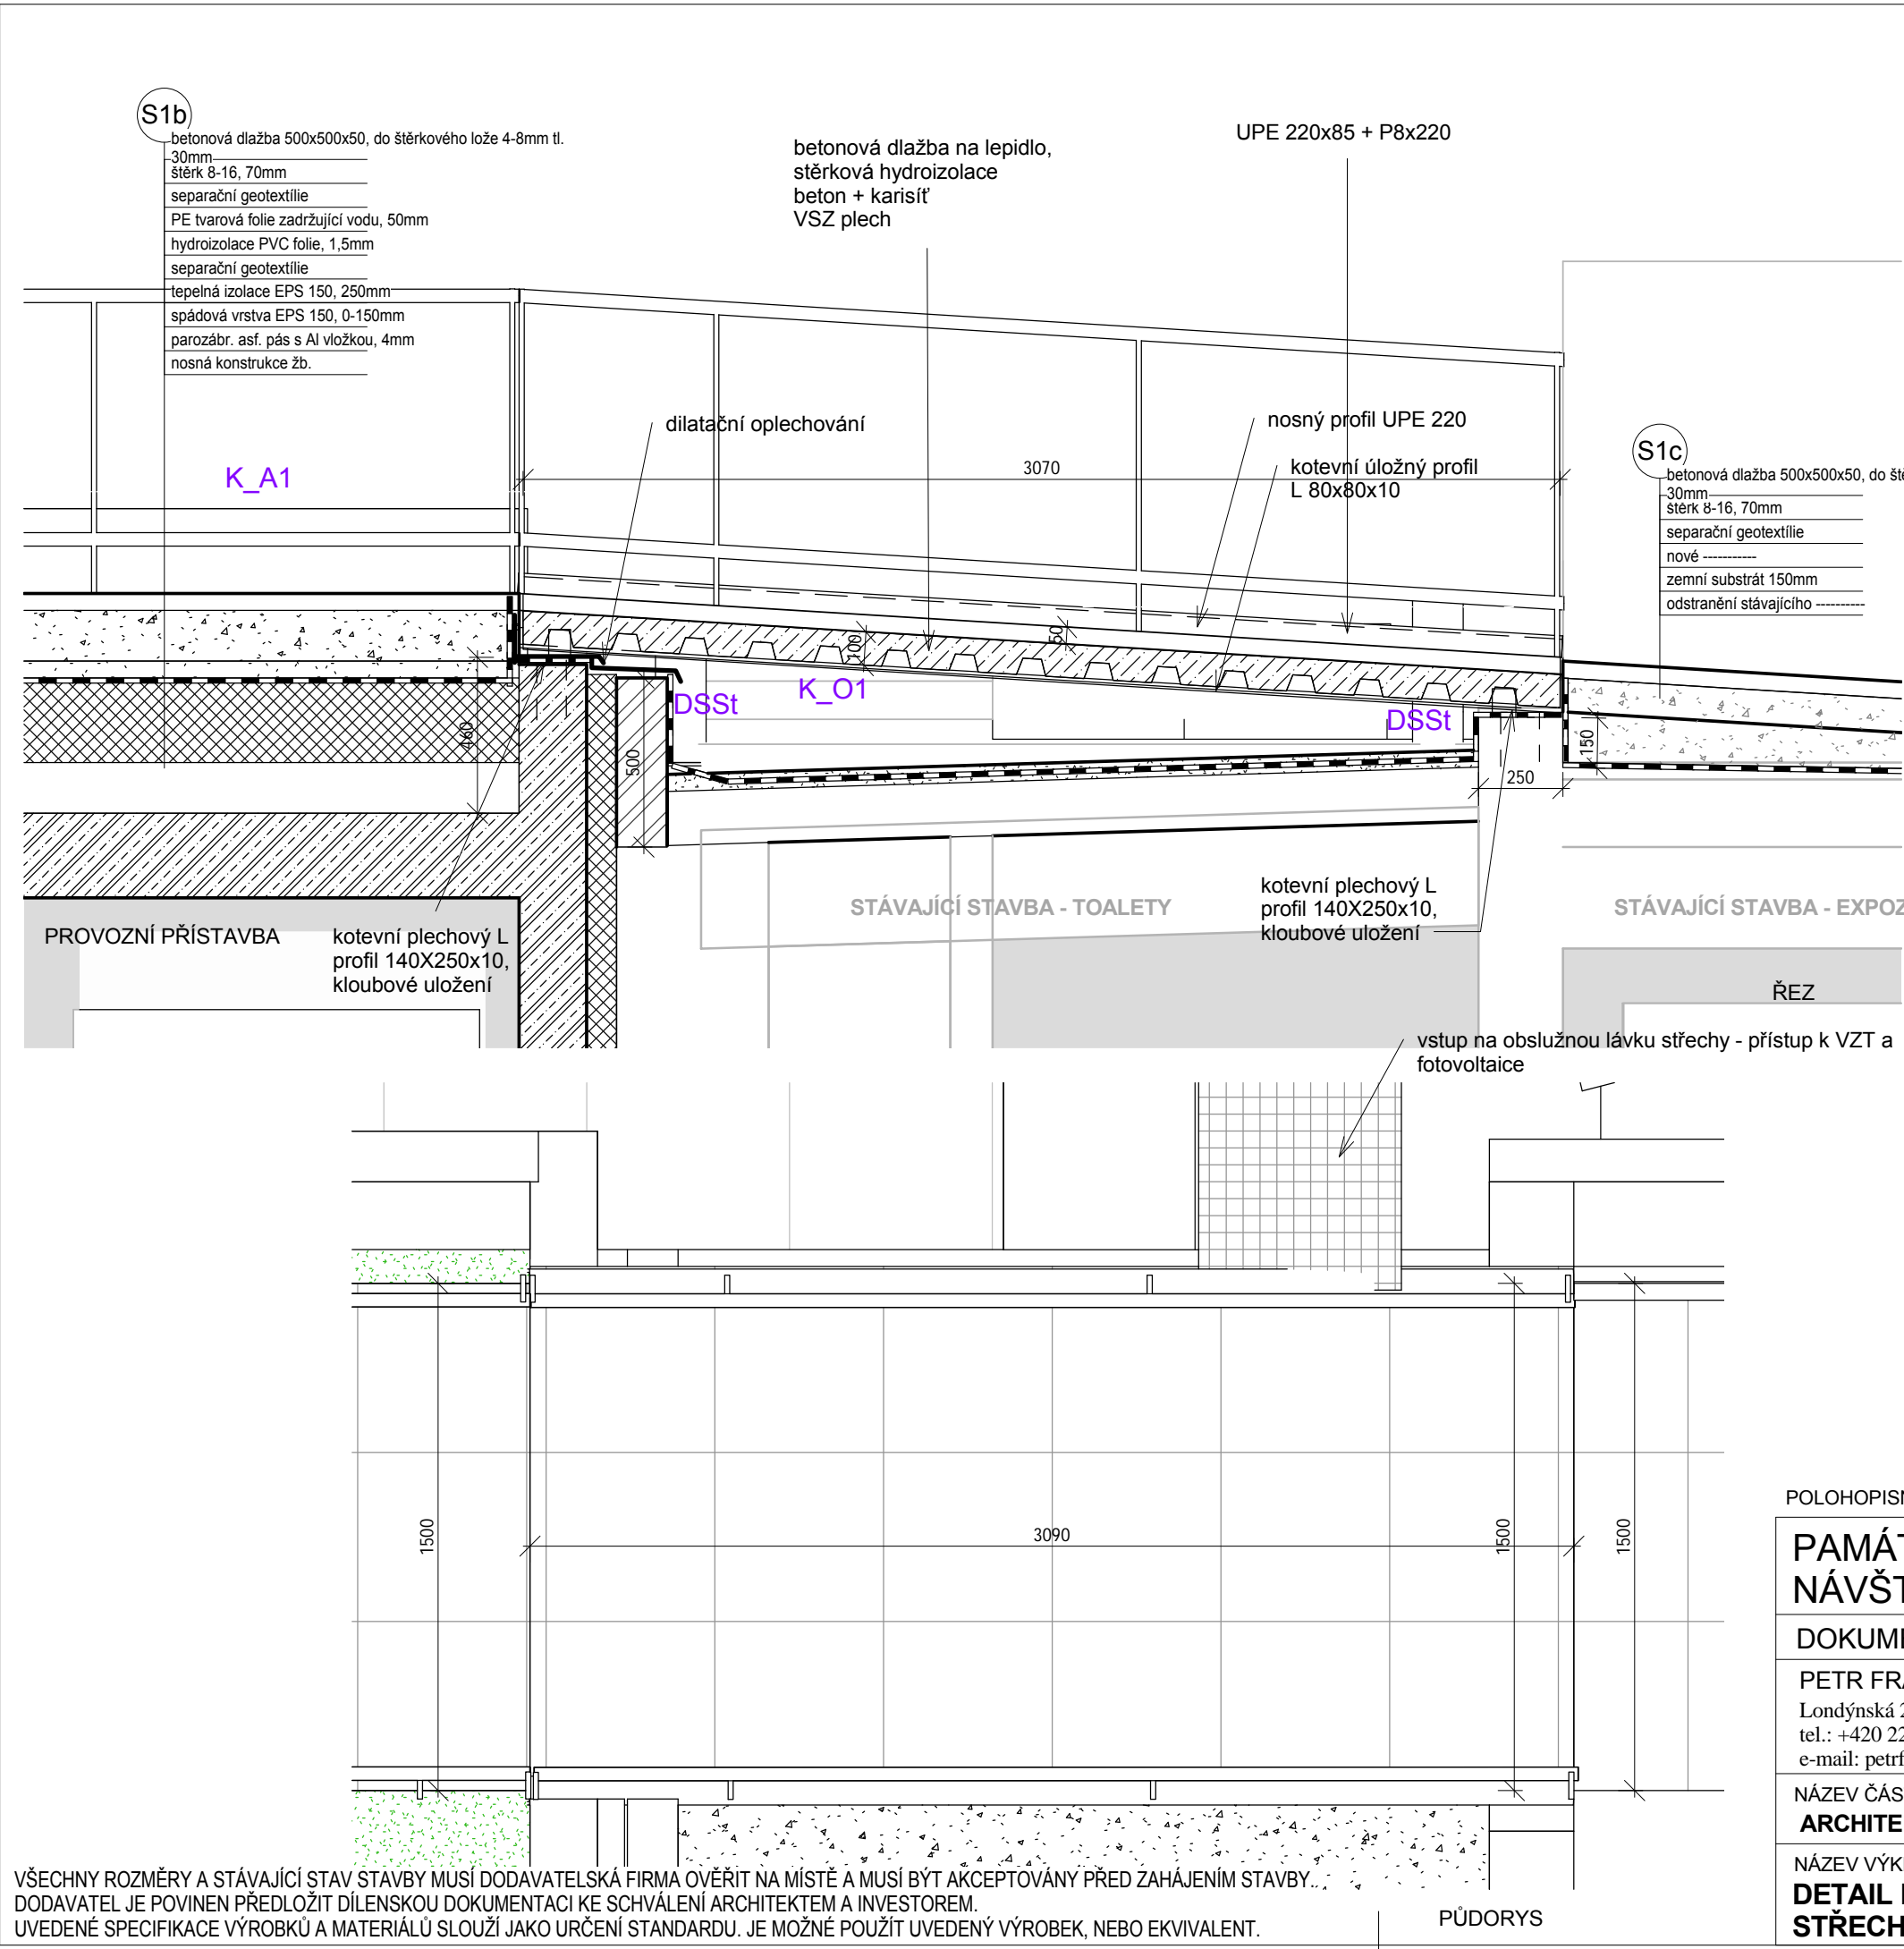 S1b
betonová dlažba 500x500x50, do štěrkového lože 4-8mm tl.
30mm
štěrk 8-16, 70mm
separační geotextílie
PE tvarová folie zadržující vodu, 50mm
hydroizolace PVC folie, 1,5mm
separační geotextílie
tepelná izolace EPS 150, 250mm
spádová vrstva EPS 150, 0-150mm
parozábr. asf. pás s Al vložkou, 4mm
nosná konstrukce žb.
betonová dlažba na lepidlo,
stěrková hydroizolace
beton + karisíť
VSZ plech
UPE 220x85 + P8x220
dilatační oplechování
nosný profil UPE 220
kotevní úložný profil
L 80x80x10
3070
K_A1
S1c
betonová dlažba 500x500x50, do ště
30mm
štěrk 8-16, 70mm
separační geotextílie
nové -----------
zemní substrát 150mm
odstranění stávajícího ----------
100
50
K_O1
DSSt
DSSt
460
500
150
250
STÁVAJÍCÍ STAVBA - TOALETY
kotevní plechový L
profil 140X250x10,
kloubové uložení
STÁVAJÍCÍ STAVBA - EXPOZ
PROVOZNÍ PŘÍSTAVBA
kotevní plechový L
profil 140X250x10,
kloubové uložení
ŘEZ
vstup na obslužnou lávku střechy - přístup k VZT a
fotovoltaice
1500
3090
1500
1500
POLOHOPISN
PAMÁT
NÁVŠT
DOKUME
PETR FRA
Londýnská 2
tel.: +420 22
e-mail: petrf
NÁZEV ČÁS
ARCHITE
NÁZEV VÝK
DETAIL
STŘECH
VŠECHNY ROZMĚRY A STÁVAJÍCÍ STAV STAVBY MUSÍ DODAVATELSKÁ FIRMA OVĚŘIT NA MÍSTĚ A MUSÍ BÝT AKCEPTOVÁNY PŘED ZAHÁJENÍM STAVBY.
DODAVATEL JE POVINEN PŘEDLOŽIT DÍLENSKOU DOKUMENTACI KE SCHVÁLENÍ ARCHITEKTEM A INVESTOREM.
UVEDENÉ SPECIFIKACE VÝROBKŮ A MATERIÁLŮ SLOUŽÍ JAKO URČENÍ STANDARDU. JE MOŽNÉ POUŽÍT UVEDENÝ VÝROBEK, NEBO EKVIVALENT.
PŮDORYS